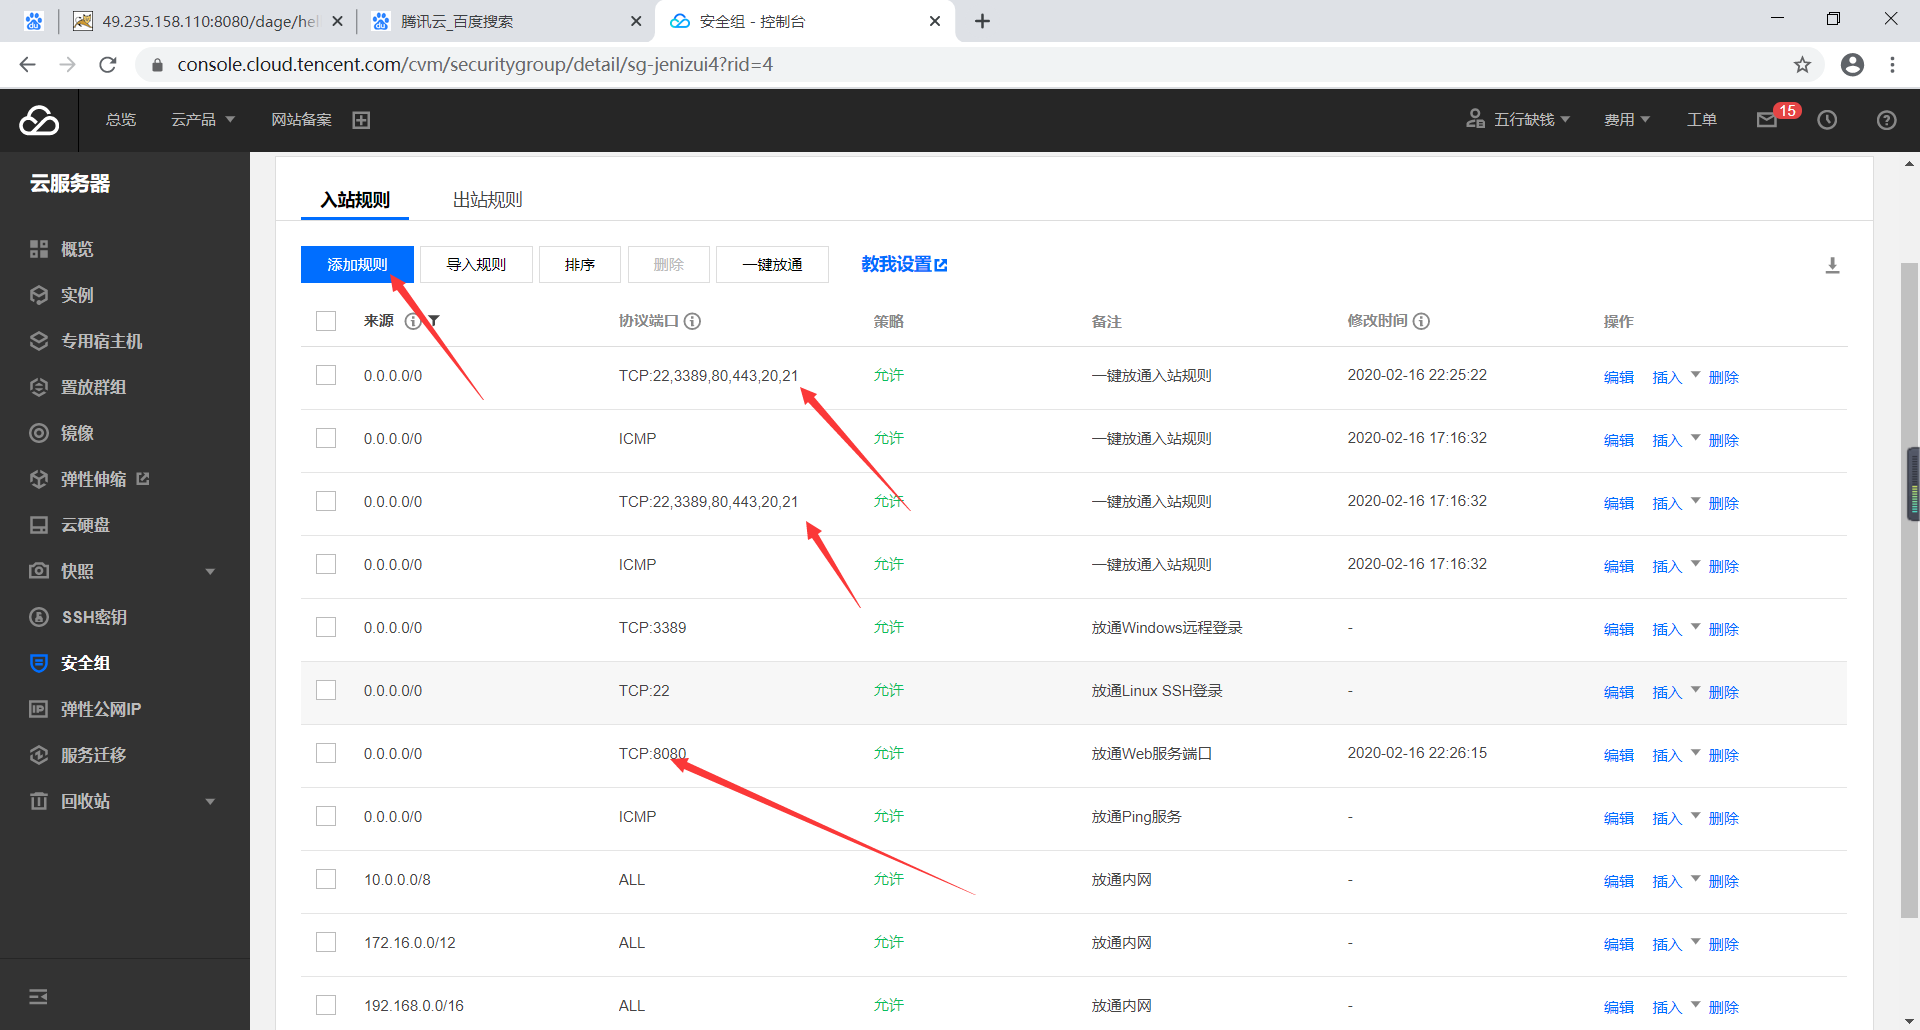 49.235.158.110:8080/dage/hel
腾讯云_百度搜索
安全组 - 控制台
console.cloud.tencent.com/cvm/securitygroup/detail/sg-jenizui4?rid=4
总览 云产品 网站备案 五行缺钱 费用 工单 15
云服务器
概览
实例
专用宿主机
置放群组
镜像
弹性伸缩
云硬盘
快照
SSH密钥
安全组
弹性公网IP
服务迁移
回收站
入站规则 出站规则
添加规则 导入规则 排序 删除 一键放通 教我设置
来源 协议端口 策略 备注 修改时间 操作
0.0.0.0/0 TCP:22,3389,80,443,20,21 允许 一键放通入站规则 2020-02-16 22:25:22 编辑 插入 删除
0.0.0.0/0 ICMP 允许 一键放通入站规则 2020-02-16 17:16:32 编辑 插入 删除
0.0.0.0/0 TCP:22,3389,80,443,20,21 允许 一键放通入站规则 2020-02-16 17:16:32 编辑 插入 删除
0.0.0.0/0 ICMP 允许 一键放通入站规则 2020-02-16 17:16:32 编辑 插入 删除
0.0.0.0/0 TCP:3389 允许 放通Windows远程登录 - 编辑 插入 删除
0.0.0.0/0 TCP:22 允许 放通Linux SSH登录 - 编辑 插入 删除
0.0.0.0/0 TCP:8080 允许 放通Web服务端口 2020-02-16 22:26:15 编辑 插入 删除
0.0.0.0/0 ICMP 允许 放通Ping服务 - 编辑 插入 删除
10.0.0.0/8 ALL 允许 放通内网 - 编辑 插入 删除
172.16.0.0/12 ALL 允许 放通内网 - 编辑 插入 删除
192.168.0.0/16 ALL 允许 放通内网 - 编辑 插入 删除